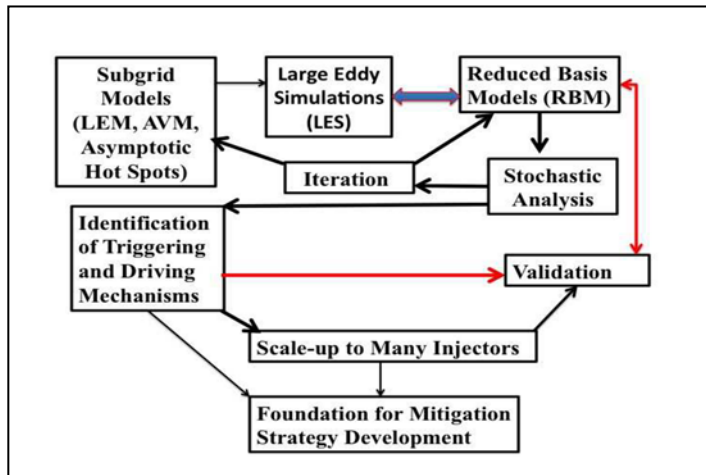 Subgrid
Models
(LEM, AVM,
Asymptotic
Hot Spots)
Large Eddy
Simulations
(LES)
Reduced Basis
Models (RBM)
Iteration
Stochastic
Analysis
Identification
of Triggering
and Driving
Mechanisms
Validation
Scale-up to Many Injectors
Foundation for Mitigation
Strategy Development